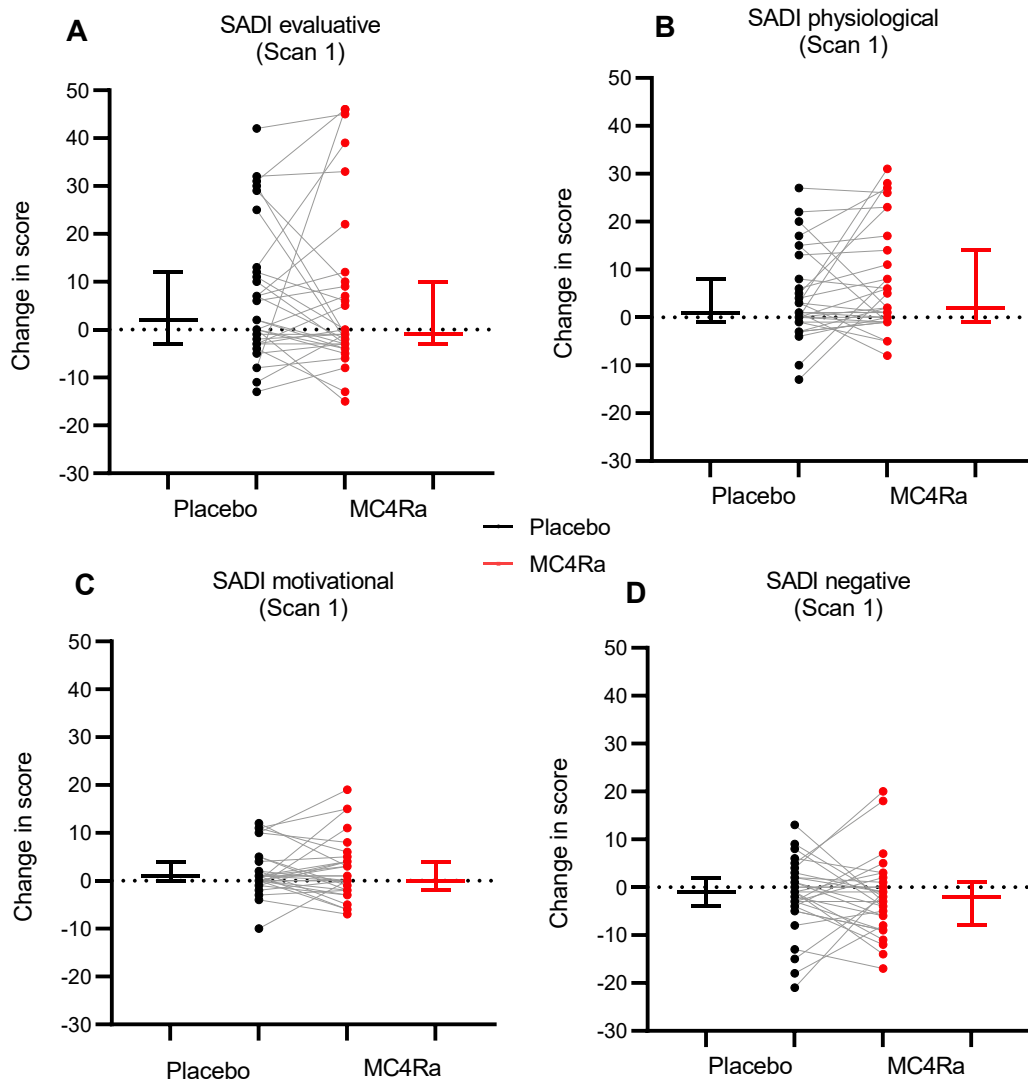 A
SADI evaluative
(Scan 1)
Change in score
50
40
30
20
10
0
-10
-20
-30
Placebo
MC4Ra
B
SADI physiological
(Scan 1)
Change in score
50
40
30
20
10
0
-10
-20
-30
Placebo
MC4Ra
Placebo
MC4Ra
C
SADI motivational
(Scan 1)
Change in score
50
40
30
20
10
0
-10
-20
-30
Placebo
MC4Ra
D
SADI negative
(Scan 1)
Change in score
50
40
30
20
10
0
-10
-20
-30
Placebo
MC4Ra